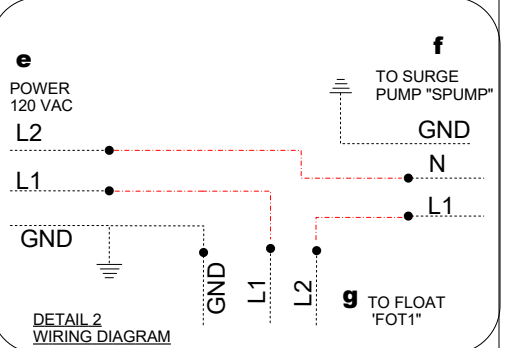 e
POWER
120 VAC
L2
L1
GND
f
TO SURGE
PUMP "SPUMP"
GND
N
L1
GND
L1
L2
g
TO FLOAT
'FOT1"
DETAIL 2
WIRING DIAGRAM